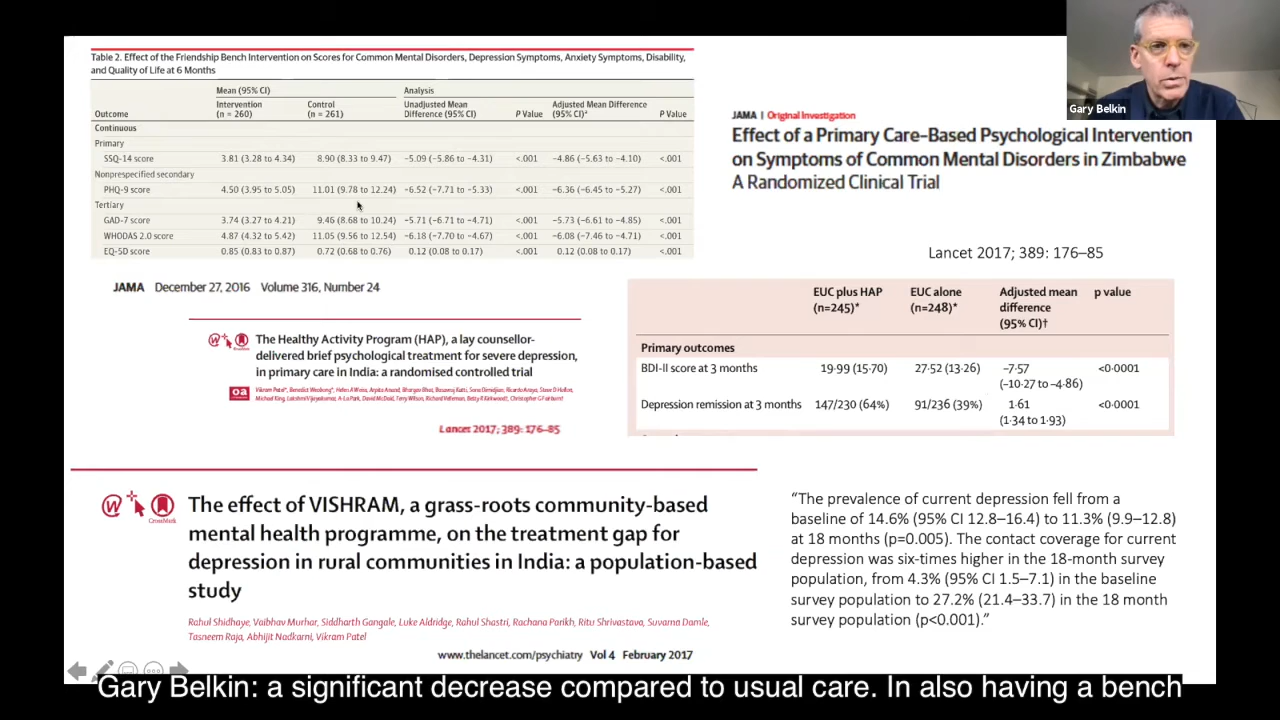 Table 2. Effect of the Friendship Bench Intervention on Scores for Common Mental Disorders, Depression Symptoms, Anxiety Symptoms, Disability,
and Quality of Life at 6 Months
Mean (95% CI) Analysis
Outcome Intervention (n = 260) Control (n = 261) Unadjusted Mean Difference (95% CI) P Value Adjusted Mean Difference (95% CI)ᵃ P Value
Continuous
Primary
SSQ-14 score 3.81 (3.28 to 4.34) 8.90 (8.33 to 9.47) −5.09 (−5.86 to −4.31) <.001 −4.86 (−5.63 to −4.10) <.001
Nonprespecified secondary
PHQ-9 score 4.50 (3.95 to 5.05) 11.01 (9.78 to 12.24) −6.52 (−7.71 to −5.33) <.001 −6.36 (−6.45 to −5.27) <.001
Tertiary
GAD-7 score 3.74 (3.27 to 4.21) 9.46 (8.68 to 10.24) −5.71 (−6.71 to −4.71) <.001 −5.73 (−6.61 to −4.85) <.001
WHODAS 2.0 score 4.87 (4.32 to 5.42) 11.05 (9.56 to 12.54) −6.18 (−7.70 to −4.67) <.001 −6.08 (−7.46 to −4.71) <.001
EQ-5D score 0.85 (0.83 to 0.87) 0.72 (0.68 to 0.76) 0.12 (0.08 to 0.17) <.001 0.12 (0.08 to 0.17) <.001
JAMA December 27, 2016 Volume 316, Number 24
Gary Belkin
JAMA | Original Investigation
Effect of a Primary Care–Based Psychological Intervention
on Symptoms of Common Mental Disorders in Zimbabwe
A Randomized Clinical Trial
The Healthy Activity Program (HAP), a lay counsellor-
delivered brief psychological treatment for severe depression,
in primary care in India: a randomised controlled trial
oa
Lancet 2017; 389: 176–85
Lancet 2017; 389: 176–85
EUC plus HAP (n=245)* EUC alone (n=248)* Adjusted mean difference (95% CI)† p value
Primary outcomes
BDI-II score at 3 months 19·99 (15·70) 27·52 (13·26) −7·57 (−10·27 to −4·86) <0·0001
Depression remission at 3 months 147/230 (64%) 91/236 (39%) 1·61 (1·34 to 1·93) <0·0001
CrossMark
The effect of VISHRAM, a grass-roots community-based
mental health programme, on the treatment gap for
depression in rural communities in India: a population-based
study
Rahul Shidhaye, Vaibhav Murhar, Siddharth Gangale, Luke Aldridge, Rahul Shastri, Rachana Parikh, Ritu Shrivastava, Suvarna Damle,
Tasneem Raja, Abhijit Nadkarni, Vikram Patel
www.thelancet.com/psychiatry Vol 4 February 2017
“The prevalence of current depression fell from a
baseline of 14.6% (95% CI 12.8–16.4) to 11.3% (9.9–12.8)
at 18 months (p=0.005). The contact coverage for current
depression was six-times higher in the 18-month survey
population, from 4.3% (95% CI 1.5–7.1) in the baseline
survey population to 27.2% (21.4–33.7) in the 18 month
survey population (p<0.001).”
Gary Belkin: a significant decrease compared to usual care. In also having a bench